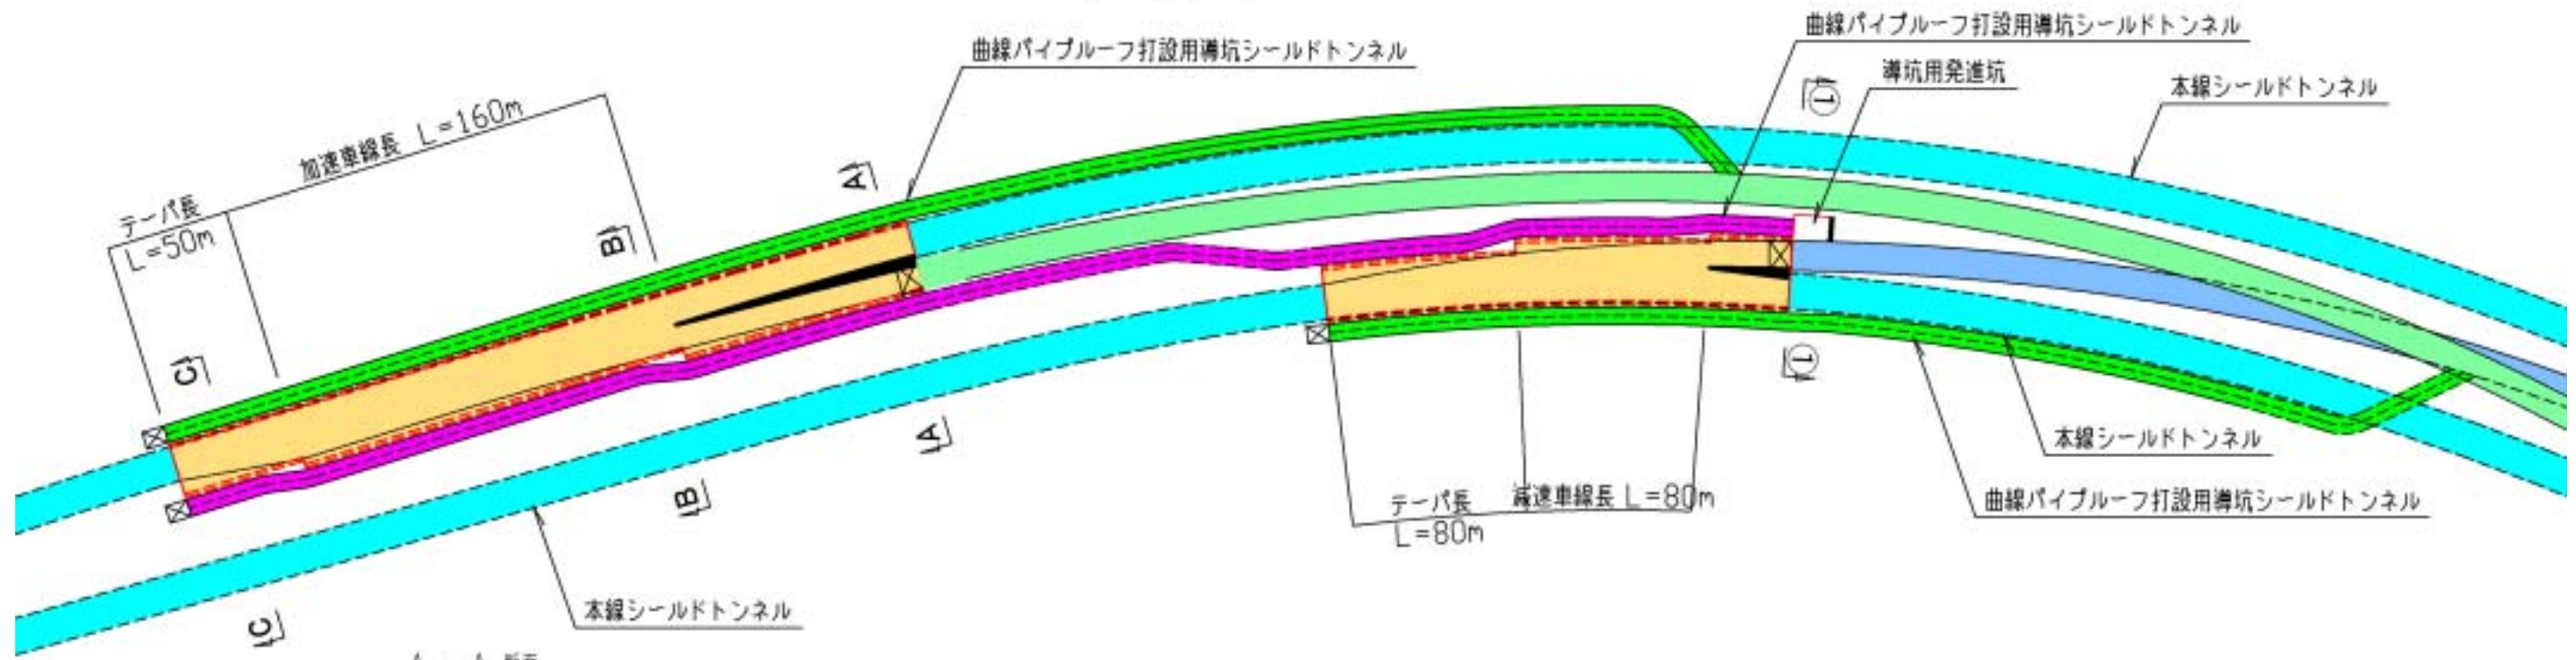 曲線パイプルーフ打設用導坑シールドトンネル
曲線パイプルーフ打設用導坑シールドトンネル
導坑用発進坑
本線シールドトンネル
①
加速車線長 L=160m
テーパ長
L=50m
A
B
C
①
A
B
C
テーパ長
L=80m
減速車線長 L=80m
本線シールドトンネル
曲線パイプルーフ打設用導坑シールドトンネル
本線シールドトンネル